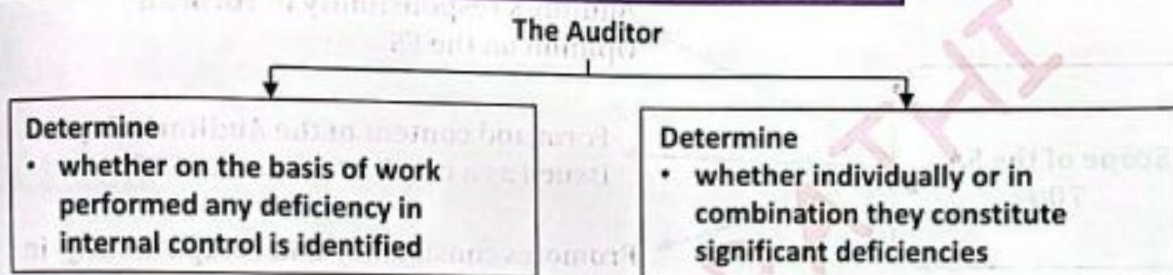 The Auditor
Determine
• whether on the basis of work
performed any deficiency in
internal control is identified
Determine
• whether individually or in
combination they constitute
significant deficiencies